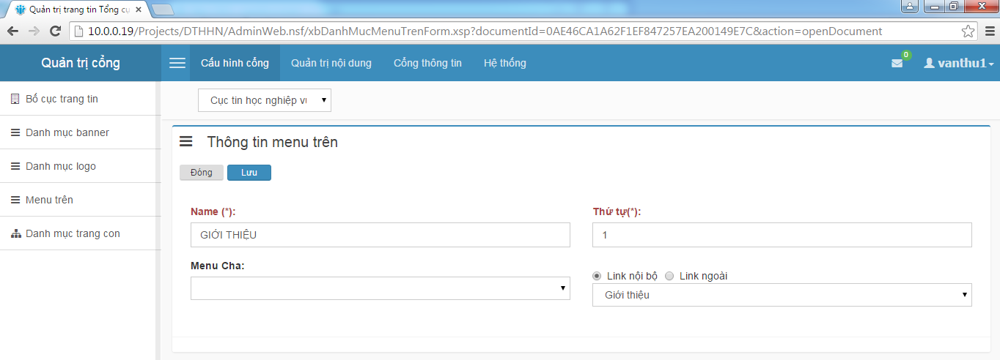 Quản trị trang tin Tổng cụ
10.0.0.19/Projects/DTHHN/AdminWeb.nsf/xbDanhMucMenuTrenForm.xsp?documentId=0AE46CA1A62F1EF847257EA200149E7C&action=openDocument
Quản trị cổng
Cấu hình cổng Quản trị nội dung Cổng thông tin Hệ thống
0
vanthu1
Bố cục trang tin
Danh mục banner
Danh mục logo
Menu trên
Danh mục trang con
Cục tin học nghiệp vụ
Thông tin menu trên
Đóng Lưu
Name (*): Thứ tự(*):
GIỚI THIỆU 1
Menu Cha:
Link nội bộ Link ngoài
Giới thiệu